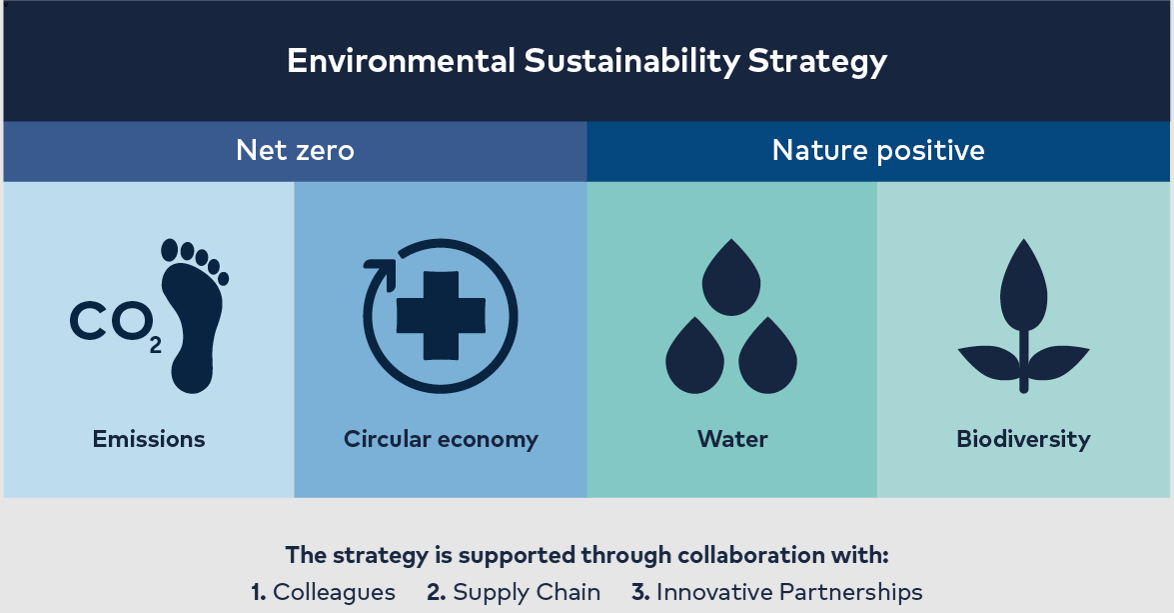 Environmental Sustainability Strategy
Net zero
Nature positive
CO₂
Emissions
Circular economy
Water
Biodiversity
The strategy is supported through collaboration with:
1. Colleagues 2. Supply Chain 3. Innovative Partnerships